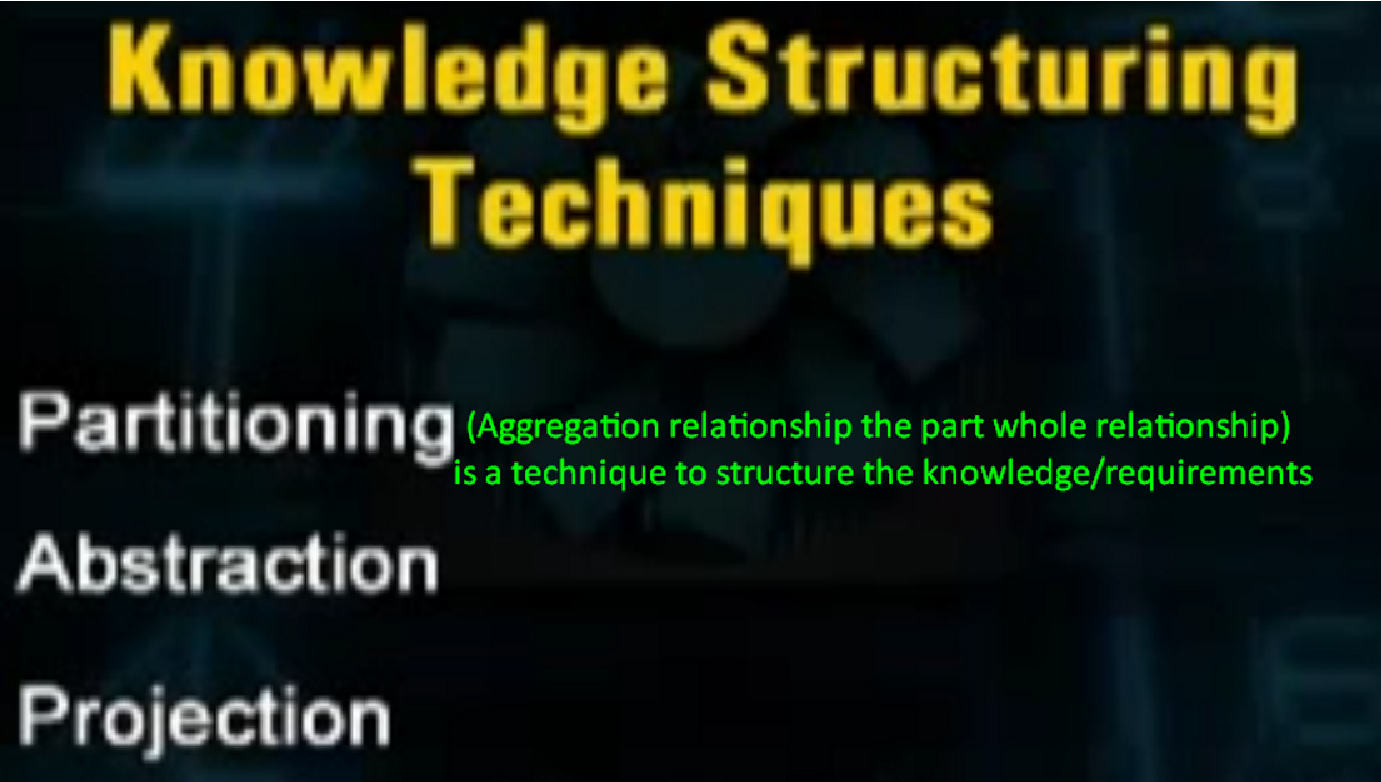 Knowledge Structuring
Techniques
Partitioning (Aggregation relationship the part whole relationship)
is a technique to structure the knowledge/requirements
Abstraction
Projection